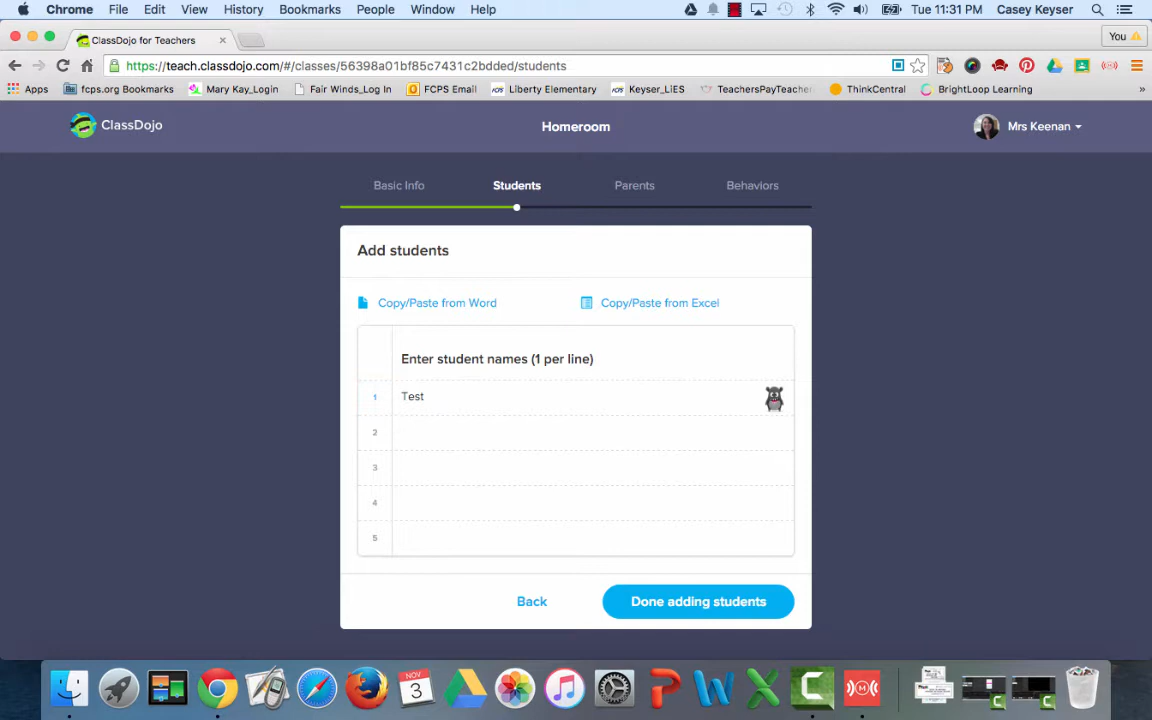 Chrome File Edit View History Bookmarks People Window Help Tue 11:31 PM Casey Keyser
ClassDojo for Teachers You
https://teach.classdojo.com/#/classes/56398a01bf85c7431c2bdded/students
Apps fcps.org Bookmarks Mary Kay_Login Fair Winds_Log In FCPS Email Liberty Elementary Keyser_LiES TeachersPayTeache ThinkCentral BrightLoop Learning »
ClassDojo Homeroom Mrs Keenan
Basic Info Students Parents Behaviors
Add students
Copy/Paste from Word Copy/Paste from Excel
Enter student names (1 per line)
1 Test
2
3
4
5
Back Done adding students
NOV
3